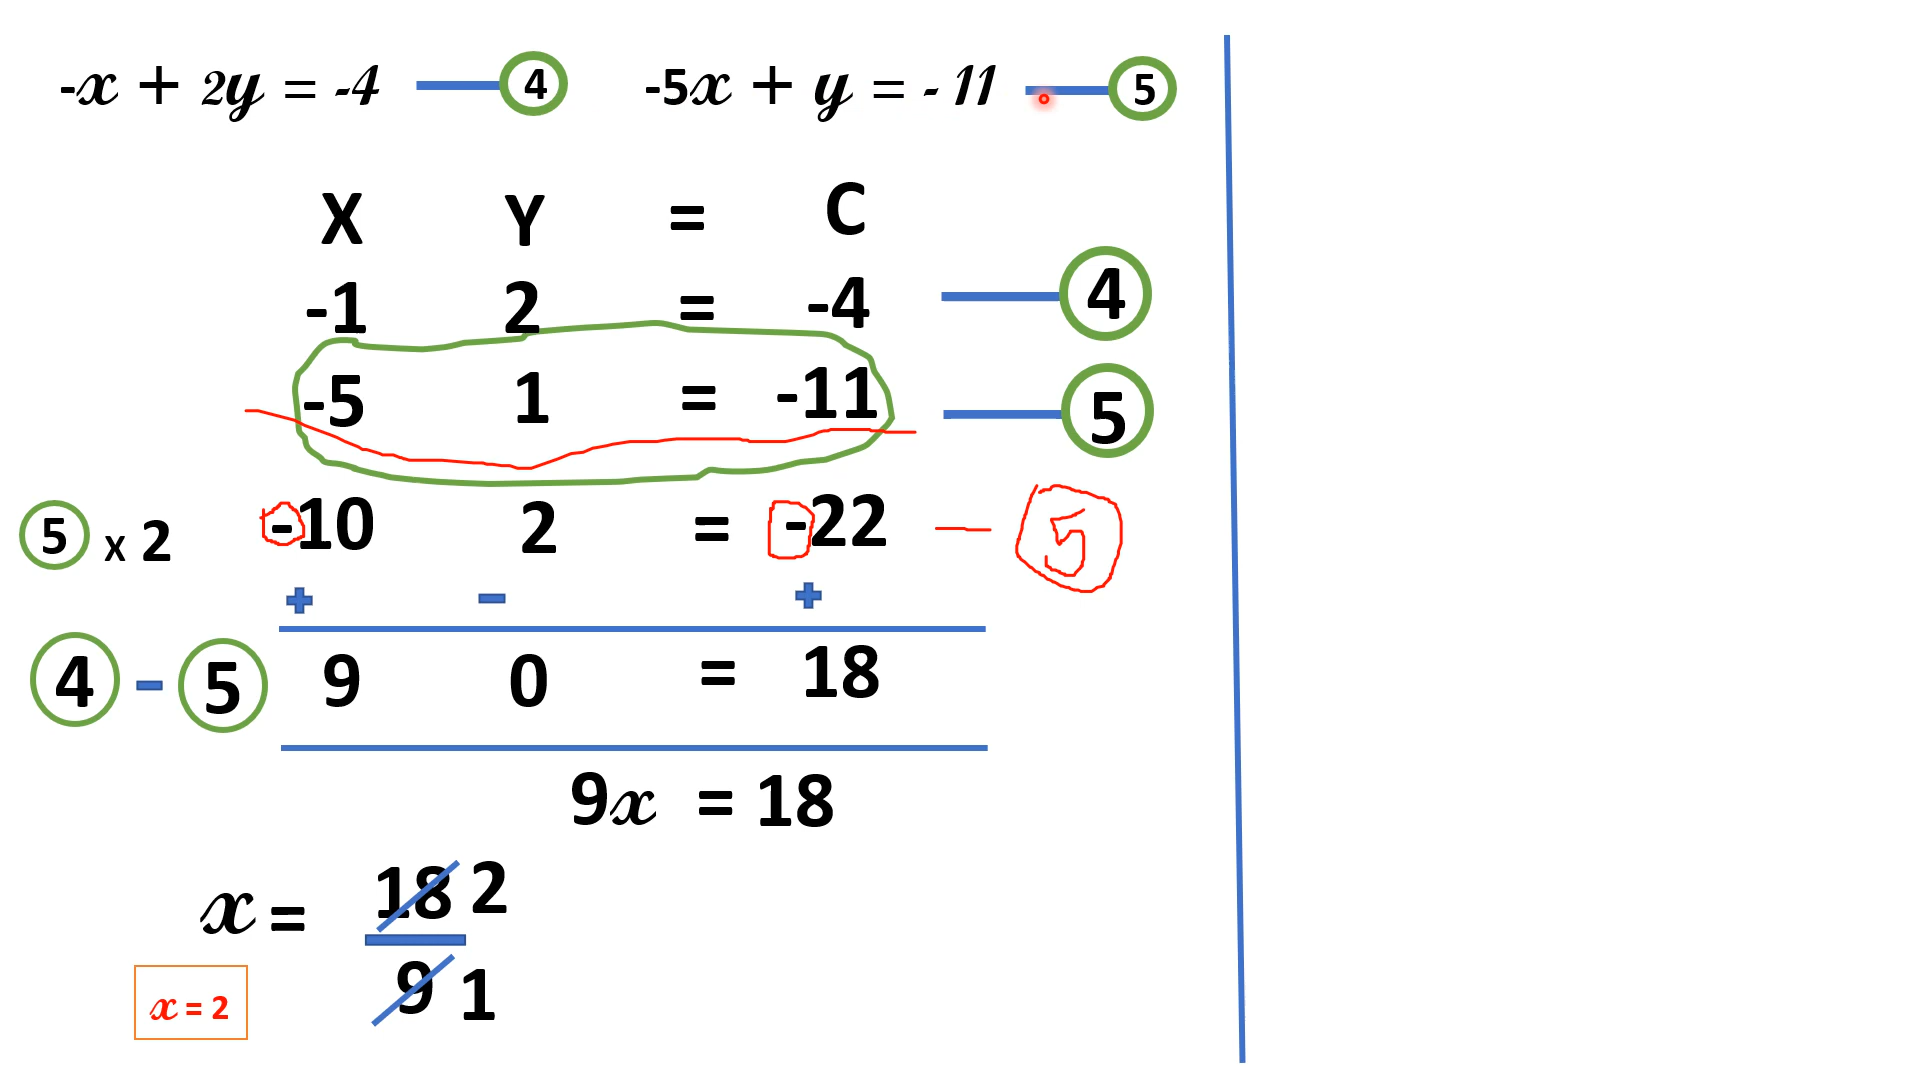 -x + 2y = -4 4 -5x + y = - 11 5
X Y = C
-1 2 = -4 4
-5 1 = -11 5
5 x 2 -10 2 = -22 - 5
+ - +
4 - 5 9 0 = 18
9x = 18
x = 18 2
9 1
x = 2